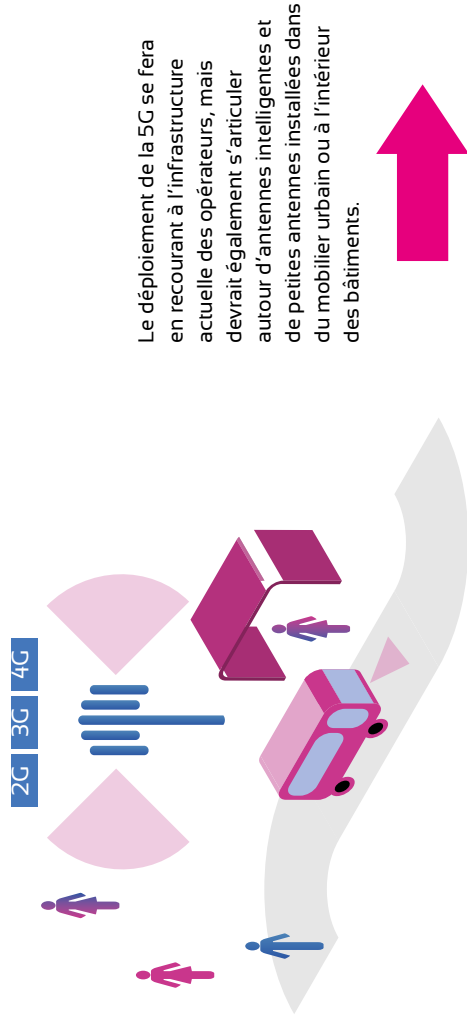 2G 3G 4G
Le déploiement de la 5G se fera
en recourant à l’infrastructure
actuelle des opérateurs, mais
devrait également s’articuler
autour d’antennes intelligentes et
de petites antennes installées dans
du mobilier urbain ou à l’intérieur
des bâtiments.